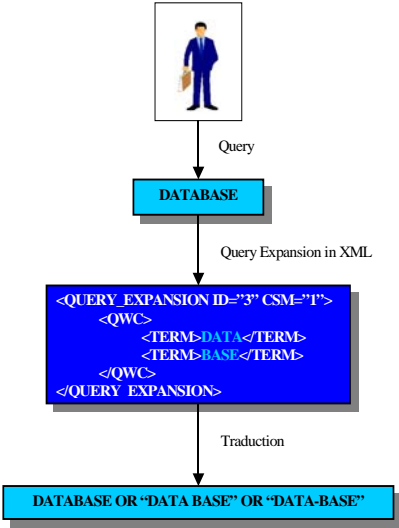 Query
DATABASE
Query Expansion in XML
<QUERY_EXPANSION ID="3" CSM="1">
<QWC>
<TERM>DATA</TERM>
<TERM>BASE</TERM>
</QWC>
</QUERY_EXPANSION>
Traduction
DATABASE OR “DATA BASE” OR “DATA-BASE”